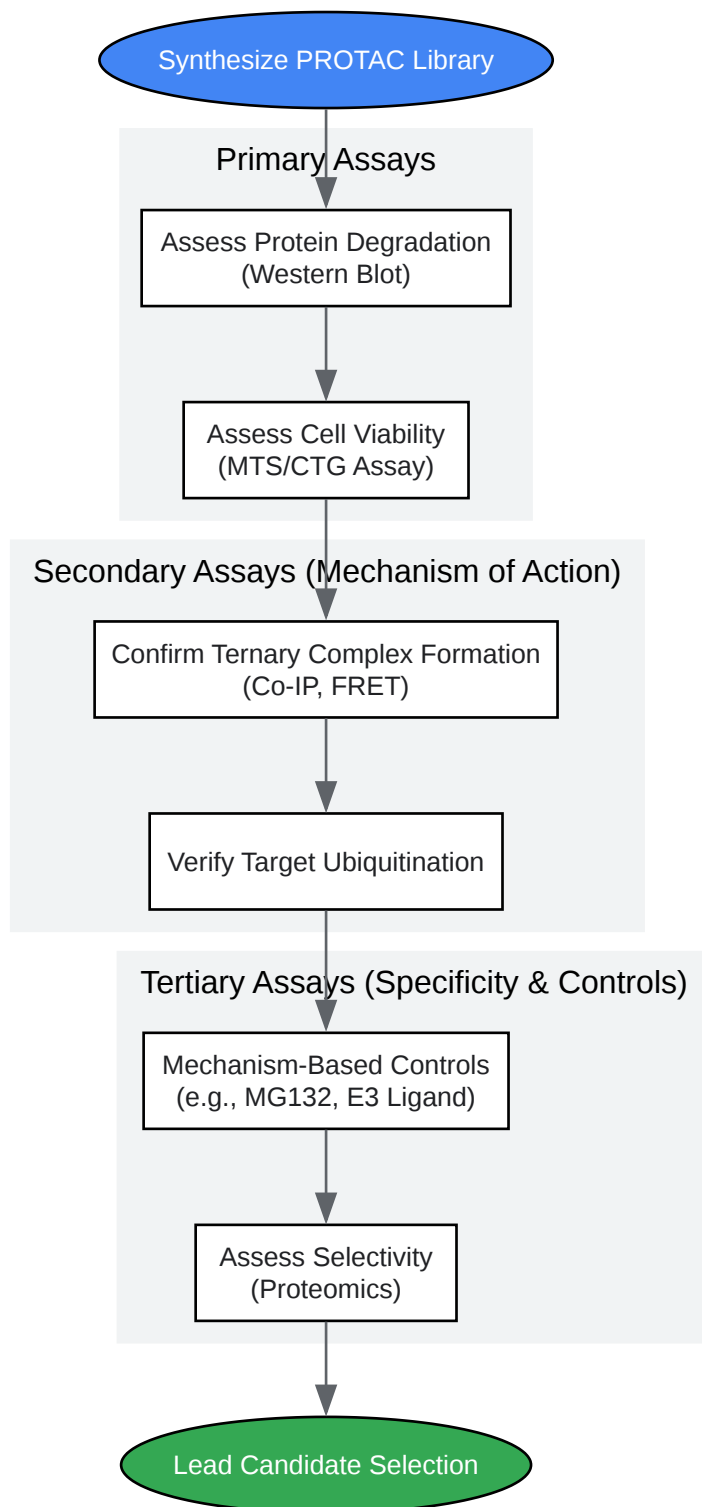 Synthesize PROTAC Library
Primary Assays
Assess Protein Degradation
(Western Blot)
Assess Cell Viability
(MTS/CTG Assay)
Secondary Assays (Mechanism of Action)
Confirm Ternary Complex Formation
(Co-IP, FRET)
Verify Target Ubiquitination
Tertiary Assays (Specificity & Controls)
Mechanism-Based Controls
(e.g., MG132, E3 Ligand)
Assess Selectivity
(Proteomics)
Lead Candidate Selection